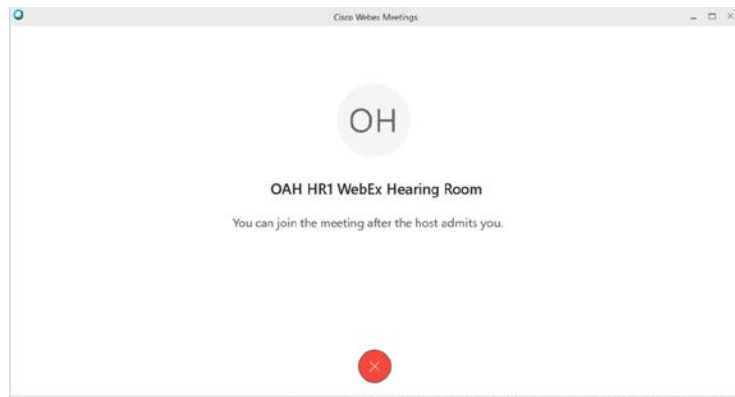 Cisco Webex Meetings
OH
OAH HR1 WebEx Hearing Room
You can join the meeting after the host admits you.